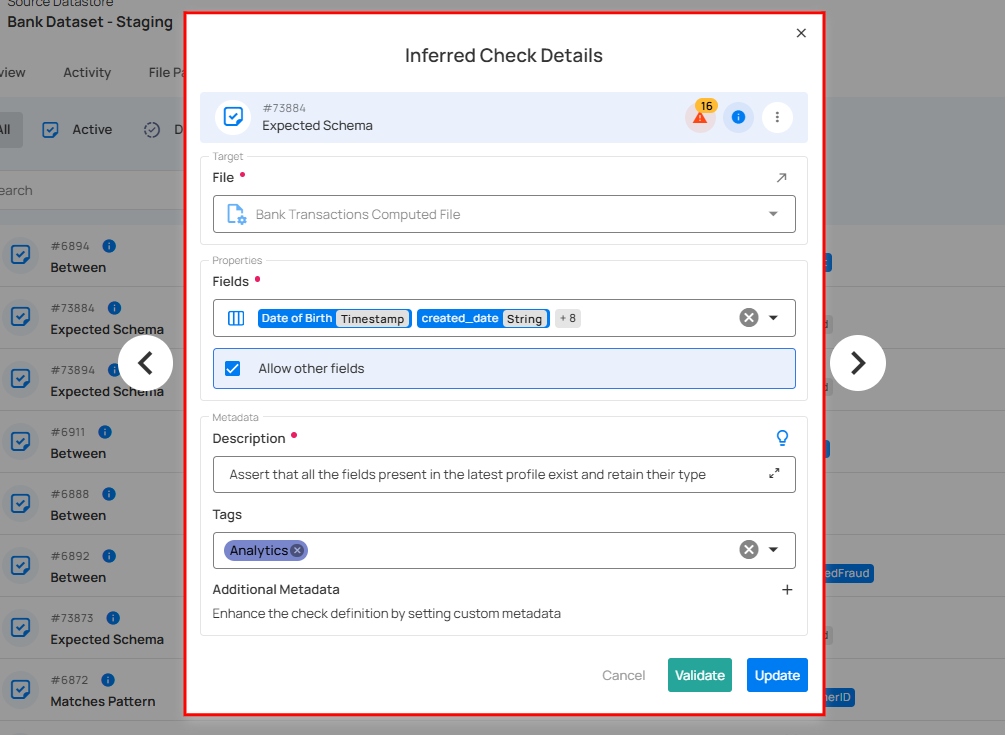 Source Datastore
Bank Dataset - Staging
view Activity File Pa
All Active D
earch
#6894
Between
#73884
Expected Schema
#73894
Expected Schema
#6911
Between
#6888
Between
#6892
Between
#73873
Expected Schema
#6872
Matches Pattern
Inferred Check Details
#73884
Expected Schema
16
Target
File
Bank Transactions Computed File
Properties
Fields
Date of Birth Timestamp created_date String + 8
Allow other fields
Metadata
Description
Assert that all the fields present in the latest profile exist and retain their type
Tags
Analytics
Additional Metadata
Enhance the check definition by setting custom metadata
Cancel Validate Update
edFraud
nerID